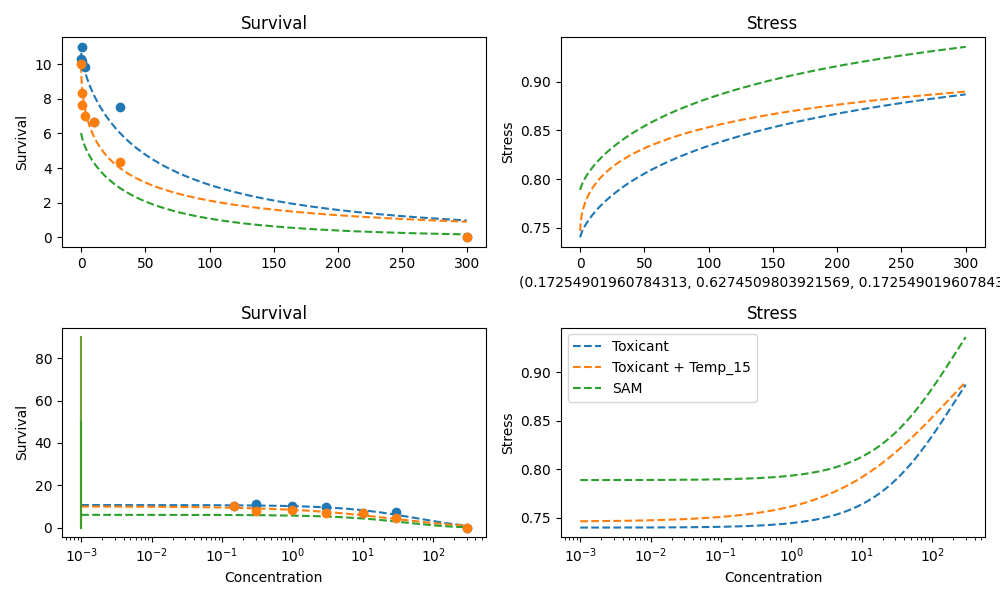 Survival
Stress
Survival
10
8
6
4
2
0
0 50 100 150 200 250 300
Stress
0.90
0.85
0.80
0.75
0 50 100 150 200 250 300
(0.17254901960784313, 0.6274509803921569, 0.172549019607843
Survival
Stress
Survival
80
60
40
20
0
10⁻³ 10⁻² 10⁻¹ 10⁰ 10¹ 10²
Concentration
Stress
0.90
0.85
0.80
0.75
Toxicant
Toxicant + Temp_15
SAM
10⁻³ 10⁻² 10⁻¹ 10⁰ 10¹ 10²
Concentration